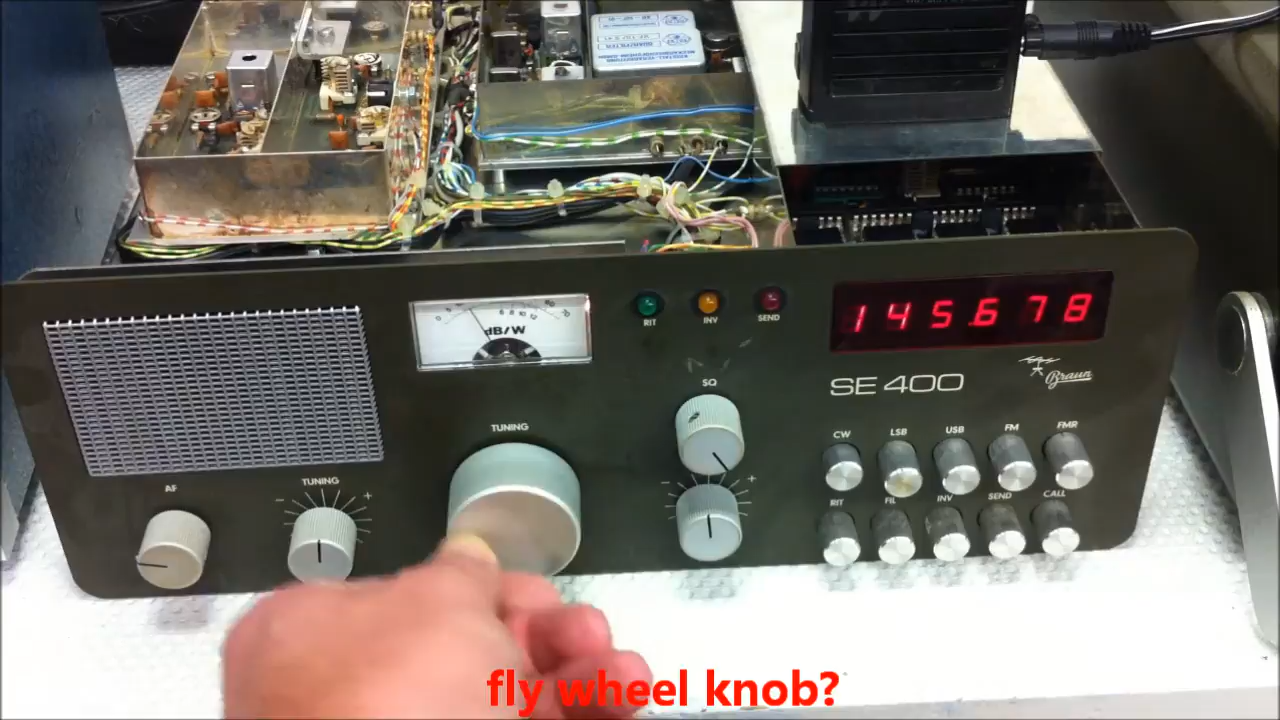 dB/W
RIT
INV
SEND
145.678
SE 400
Braun
SQ
TUNING
CW
LSB
USB
FM
FMR
AF
TUNING
- +
- +
RIT
FIL
INV
SEND
CALL
fly wheel knob?